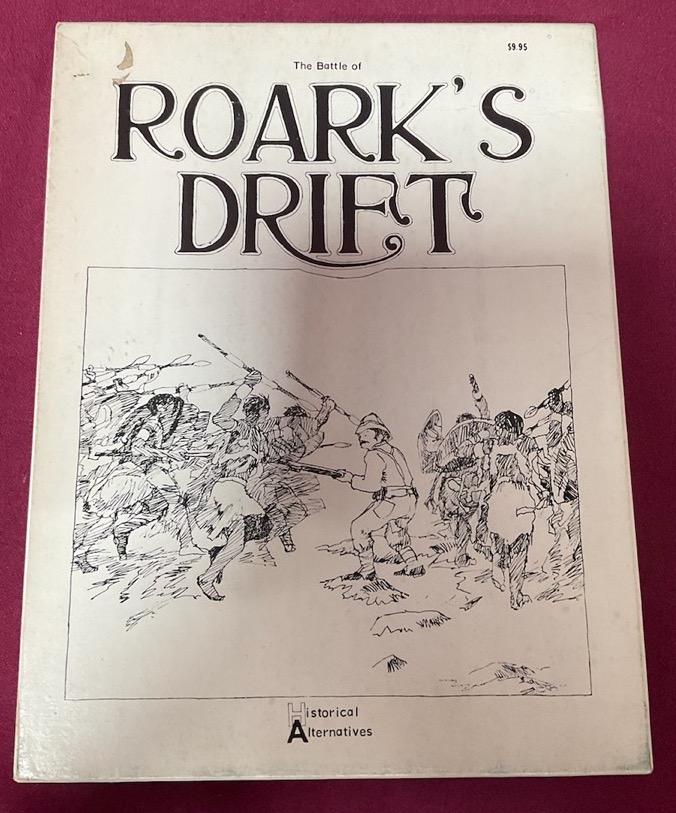 $9.95
The Battle of
ROARK'S
DRIFT
Historical
Alternatives